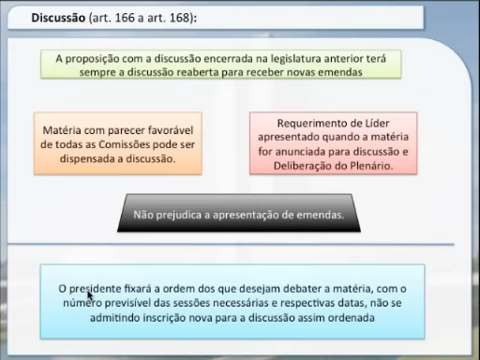 Discussão (art. 166 a art. 168):
A proposição com a discussão encerrada na legislatura anterior terá
sempre a discussão reaberta para receber novas emendas
Matéria com parecer favorável
de todas as Comissões pode ser
dispensada a discussão.
Requerimento de Líder
apresentado quando a matéria
for anunciada para discussão e
Deliberação do Plenário.
Não prejudica a apresentação de emendas.
O presidente fixará a ordem dos que desejam debater a matéria, com o
número previsível das sessões necessárias e respectivas datas, não se
admitindo inscrição nova para a discussão assim ordenada